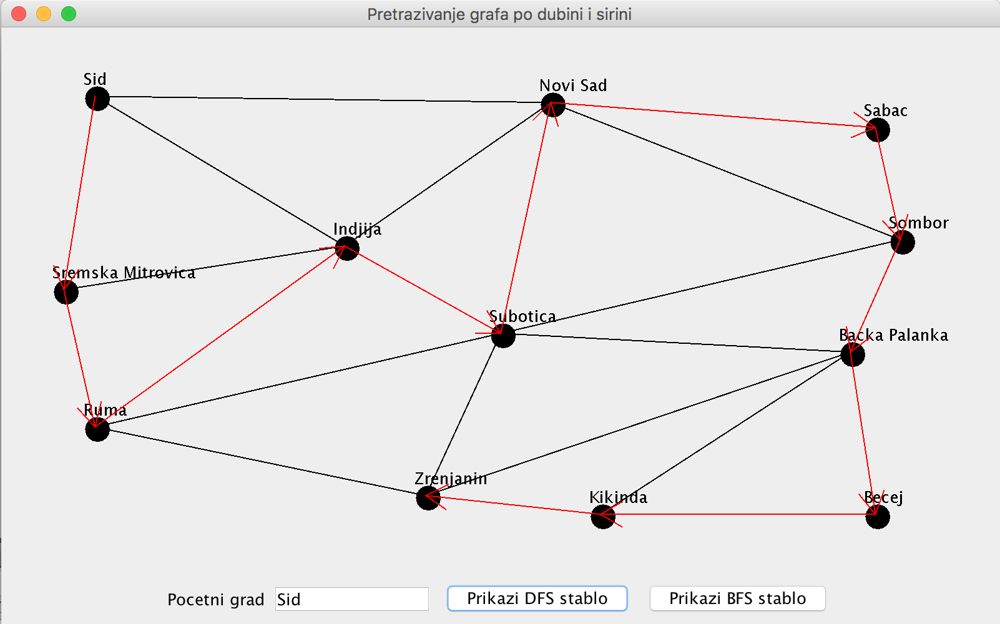 Pretrazivanje grafa po dubini i sirini
Sid
Novi Sad
Sabac
Indjija
Sombor
Sremska Mitrovica
Subotica
Backa Palanka
Ruma
Zrenjanin
Kikinda
Becej
Pocetni grad
Sid
Prikazi DFS stablo
Prikazi BFS stablo